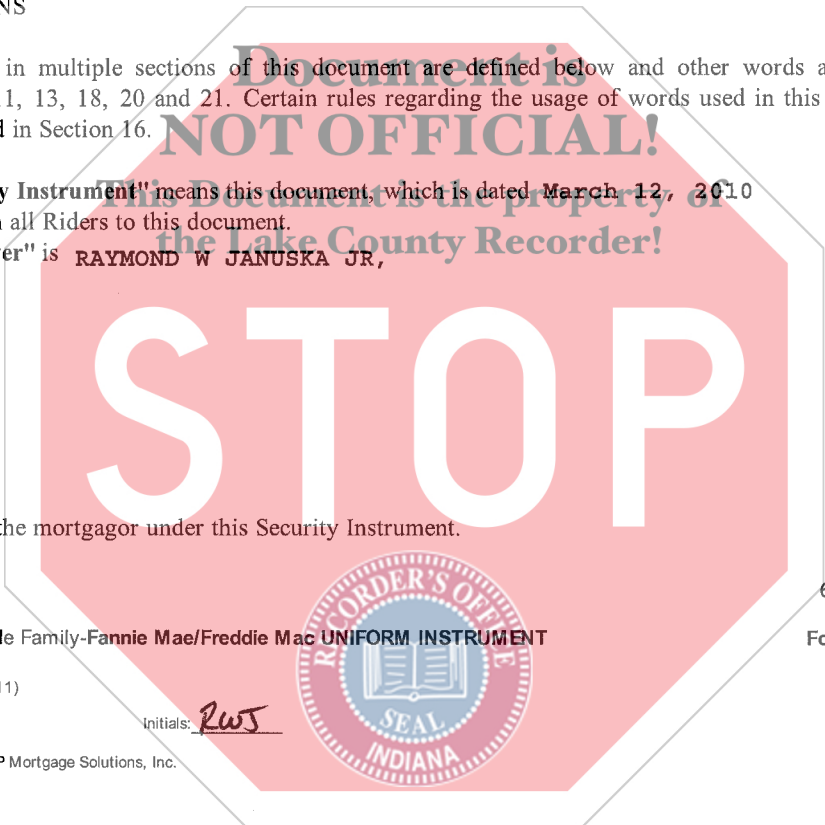 NS
Document is
in multiple sections of this document are defined below and other words a
11, 13, 18, 20 and 21. Certain rules regarding the usage of words used in this
d in Section 16.
NOT OFFICIAL!
y Instrument" means this document, which is dated March 12, 2010
This Document is the property of
all Riders to this document.
the Lake County Recorder!
er" is RAYMOND W JANUSKA JR,
STOP
the mortgagor under this Security Instrument.
RECORDER'S OFFICE
le Family-Fannie Mae/Freddie Mac UNIFORM INSTRUMENT
Fo
11)
Initials: RWJ
SEAL
INDIANA
P Mortgage Solutions, Inc.